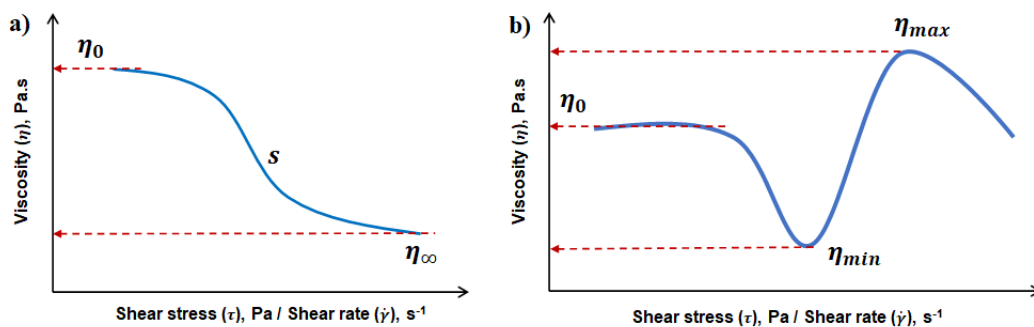 a)
η₀
s
η∞
Viscosity (η), Pa.s
Shear stress (τ), Pa / Shear rate (γ̇), s⁻¹
b)
ηmax
η₀
ηmin
Viscosity (η), Pa.s
Shear stress (τ), Pa / Shear rate (γ̇), s⁻¹